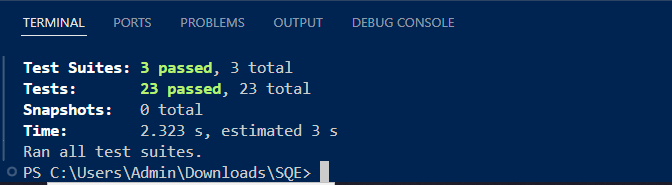 TERMINAL PORTS PROBLEMS OUTPUT DEBUG CONSOLE
Test Suites: 3 passed, 3 total
Tests: 23 passed, 23 total
Snapshots: 0 total
Time: 2.323 s, estimated 3 s
Ran all test suites.
PS C:\Users\Admin\Downloads\SQE>